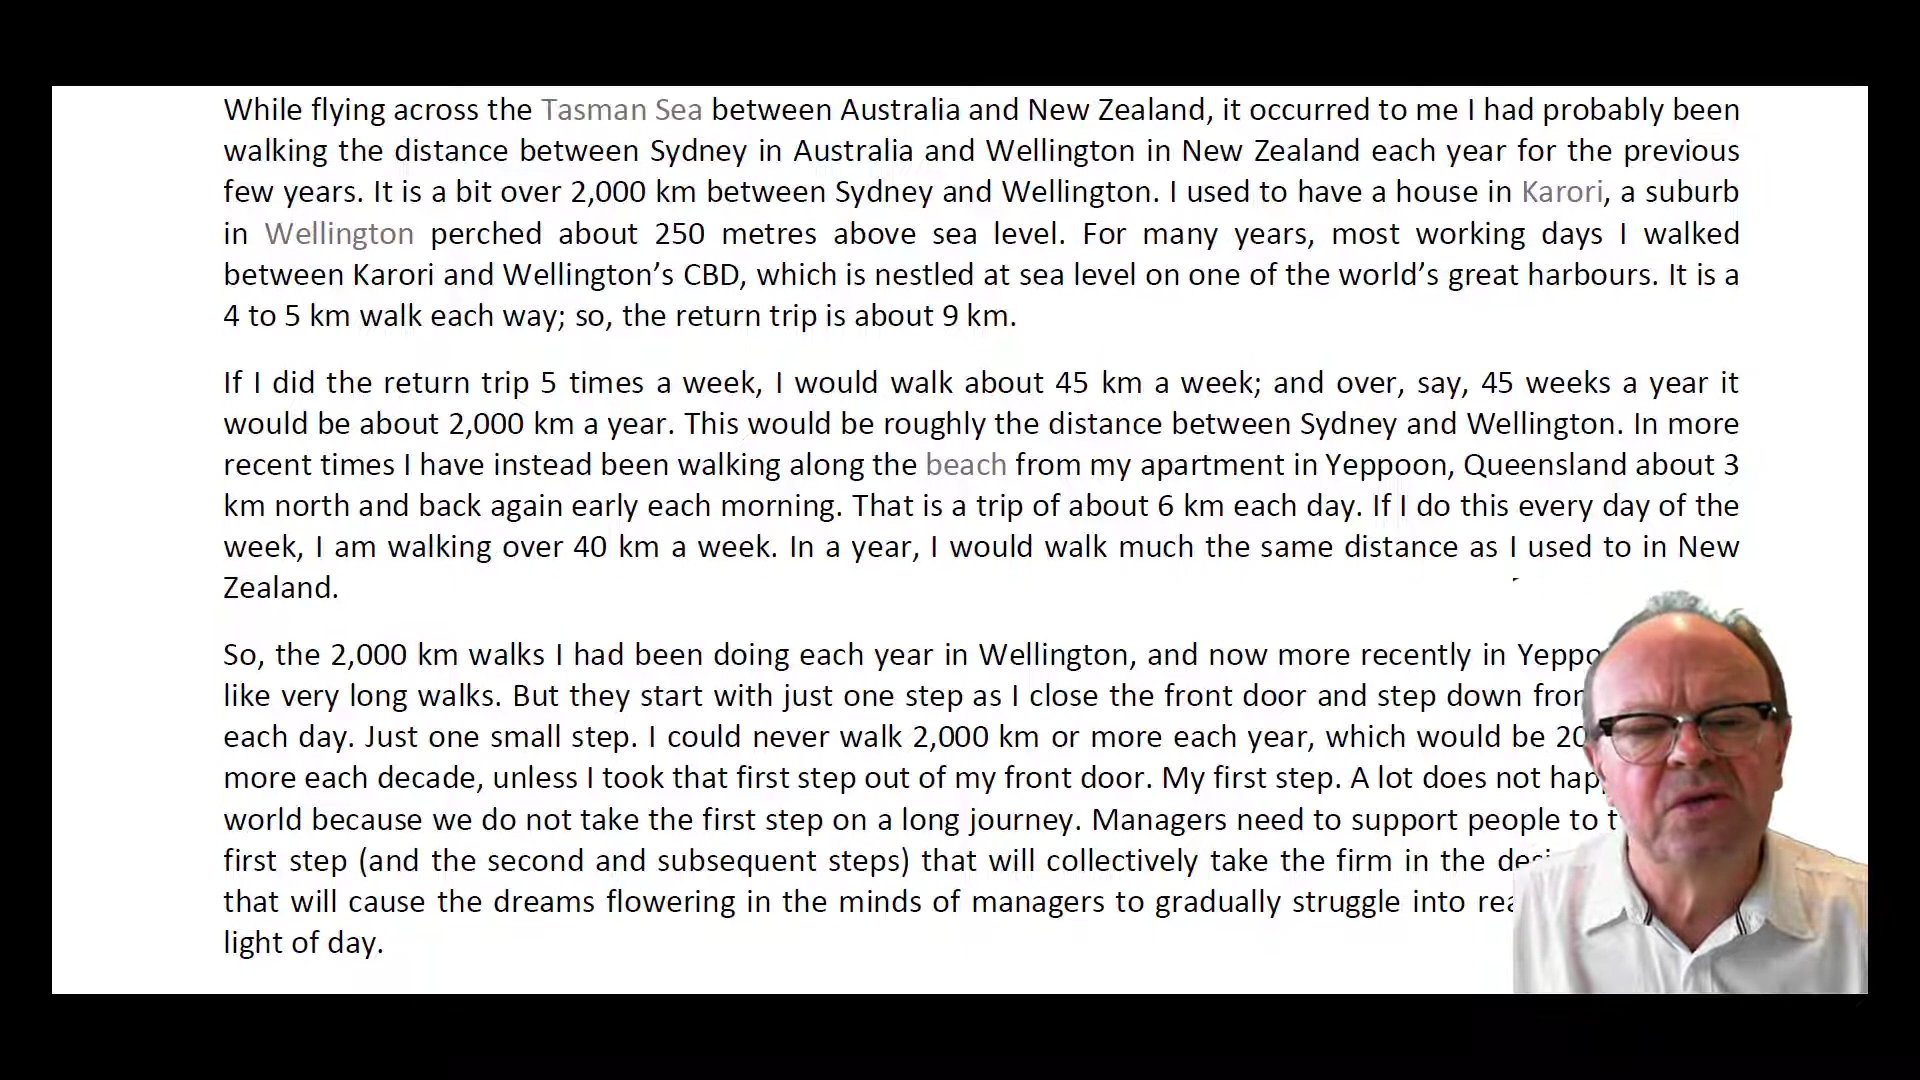 While flying across the Tasman Sea between Australia and New Zealand, it occurred to me I had probably been
walking the distance between Sydney in Australia and Wellington in New Zealand each year for the previous
few years. It is a bit over 2,000 km between Sydney and Wellington. I used to have a house in Karori, a suburb
in Wellington perched about 250 metres above sea level. For many years, most working days I walked
between Karori and Wellington’s CBD, which is nestled at sea level on one of the world’s great harbours. It is a
4 to 5 km walk each way; so, the return trip is about 9 km.
If I did the return trip 5 times a week, I would walk about 45 km a week; and over, say, 45 weeks a year it
would be about 2,000 km a year. This would be roughly the distance between Sydney and Wellington. In more
recent times I have instead been walking along the beach from my apartment in Yeppoon, Queensland about 3
km north and back again early each morning. That is a trip of about 6 km each day. If I do this every day of the
week, I am walking over 40 km a week. In a year, I would walk much the same distance as I used to in New
Zealand.
So, the 2,000 km walks I had been doing each year in Wellington, and now more recently in
like very long walks. But they start with just one step as I close the front door and step down
each day. Just one small step. I could never walk 2,000 km or more each year, which would be
more each decade, unless I took that first step out of my front door. My first step. A lot does not
world because we do not take the first step on a long journey. Managers need to support people to
first step (and the second and subsequent steps) that will collectively take the firm in the
that will cause the dreams flowering in the minds of managers to gradually struggle into
light of day.